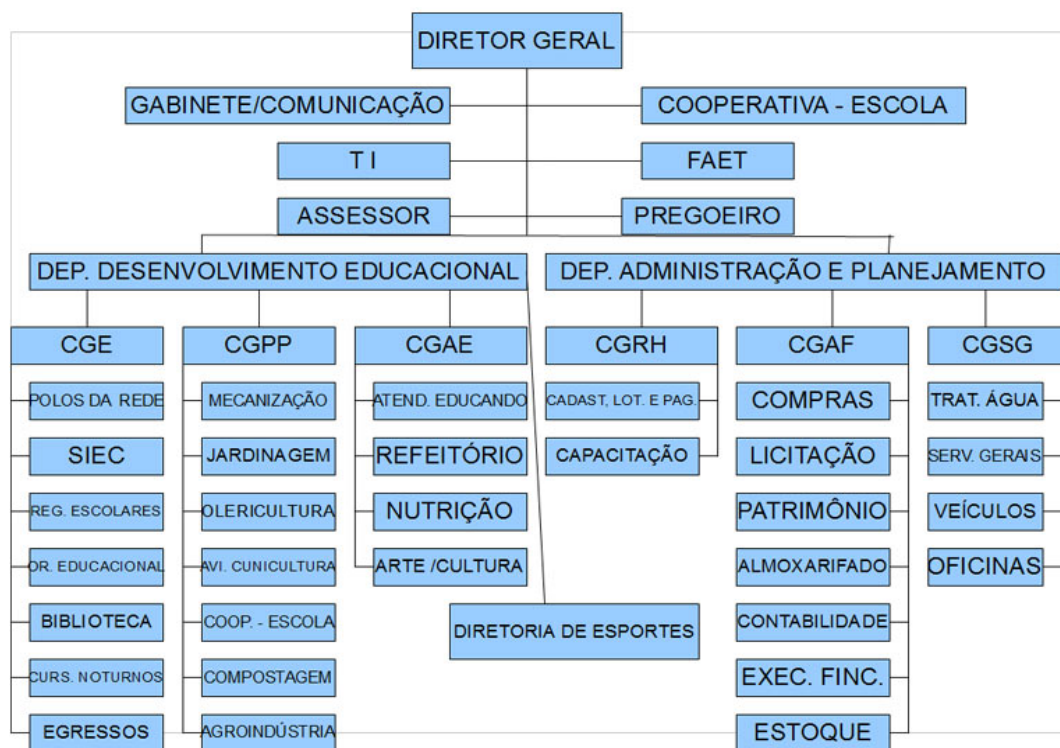 DIRETOR GERAL
GABINETE/COMUNICAÇÃO
COOPERATIVA - ESCOLA
T I
FAET
ASSESSOR
PREGOEIRO
DEP. DESENVOLVIMENTO EDUCACIONAL
DEP. ADMINISTRAÇÃO E PLANEJAMENTO
CGE
POLOS DA REDE
SIEC
REG. ESCOLARES
OR. EDUCACIONAL
BIBLIOTECA
CURS. NOTURNOS
EGRESSOS
CGPP
MECANIZAÇÃO
JARDINAGEM
OLERICULTURA
AVI. CUNICULTURA
COOP. - ESCOLA
COMPOSTAGEM
AGROINDÚSTRIA
CGAE
ATEND. EDUCANDO
REFEITÓRIO
NUTRIÇÃO
ARTE /CULTURA
DIRETORIA DE ESPORTES
CGRH
CADAST, LOT. E PAG.
CAPACITAÇÃO
CGAF
COMPRAS
LICITAÇÃO
PATRIMÔNIO
ALMOXARIFADO
CONTABILIDADE
EXEC. FINC.
ESTOQUE
CGSG
TRAT. ÁGUA
SERV. GERAIS
VEÍCULOS
OFICINAS